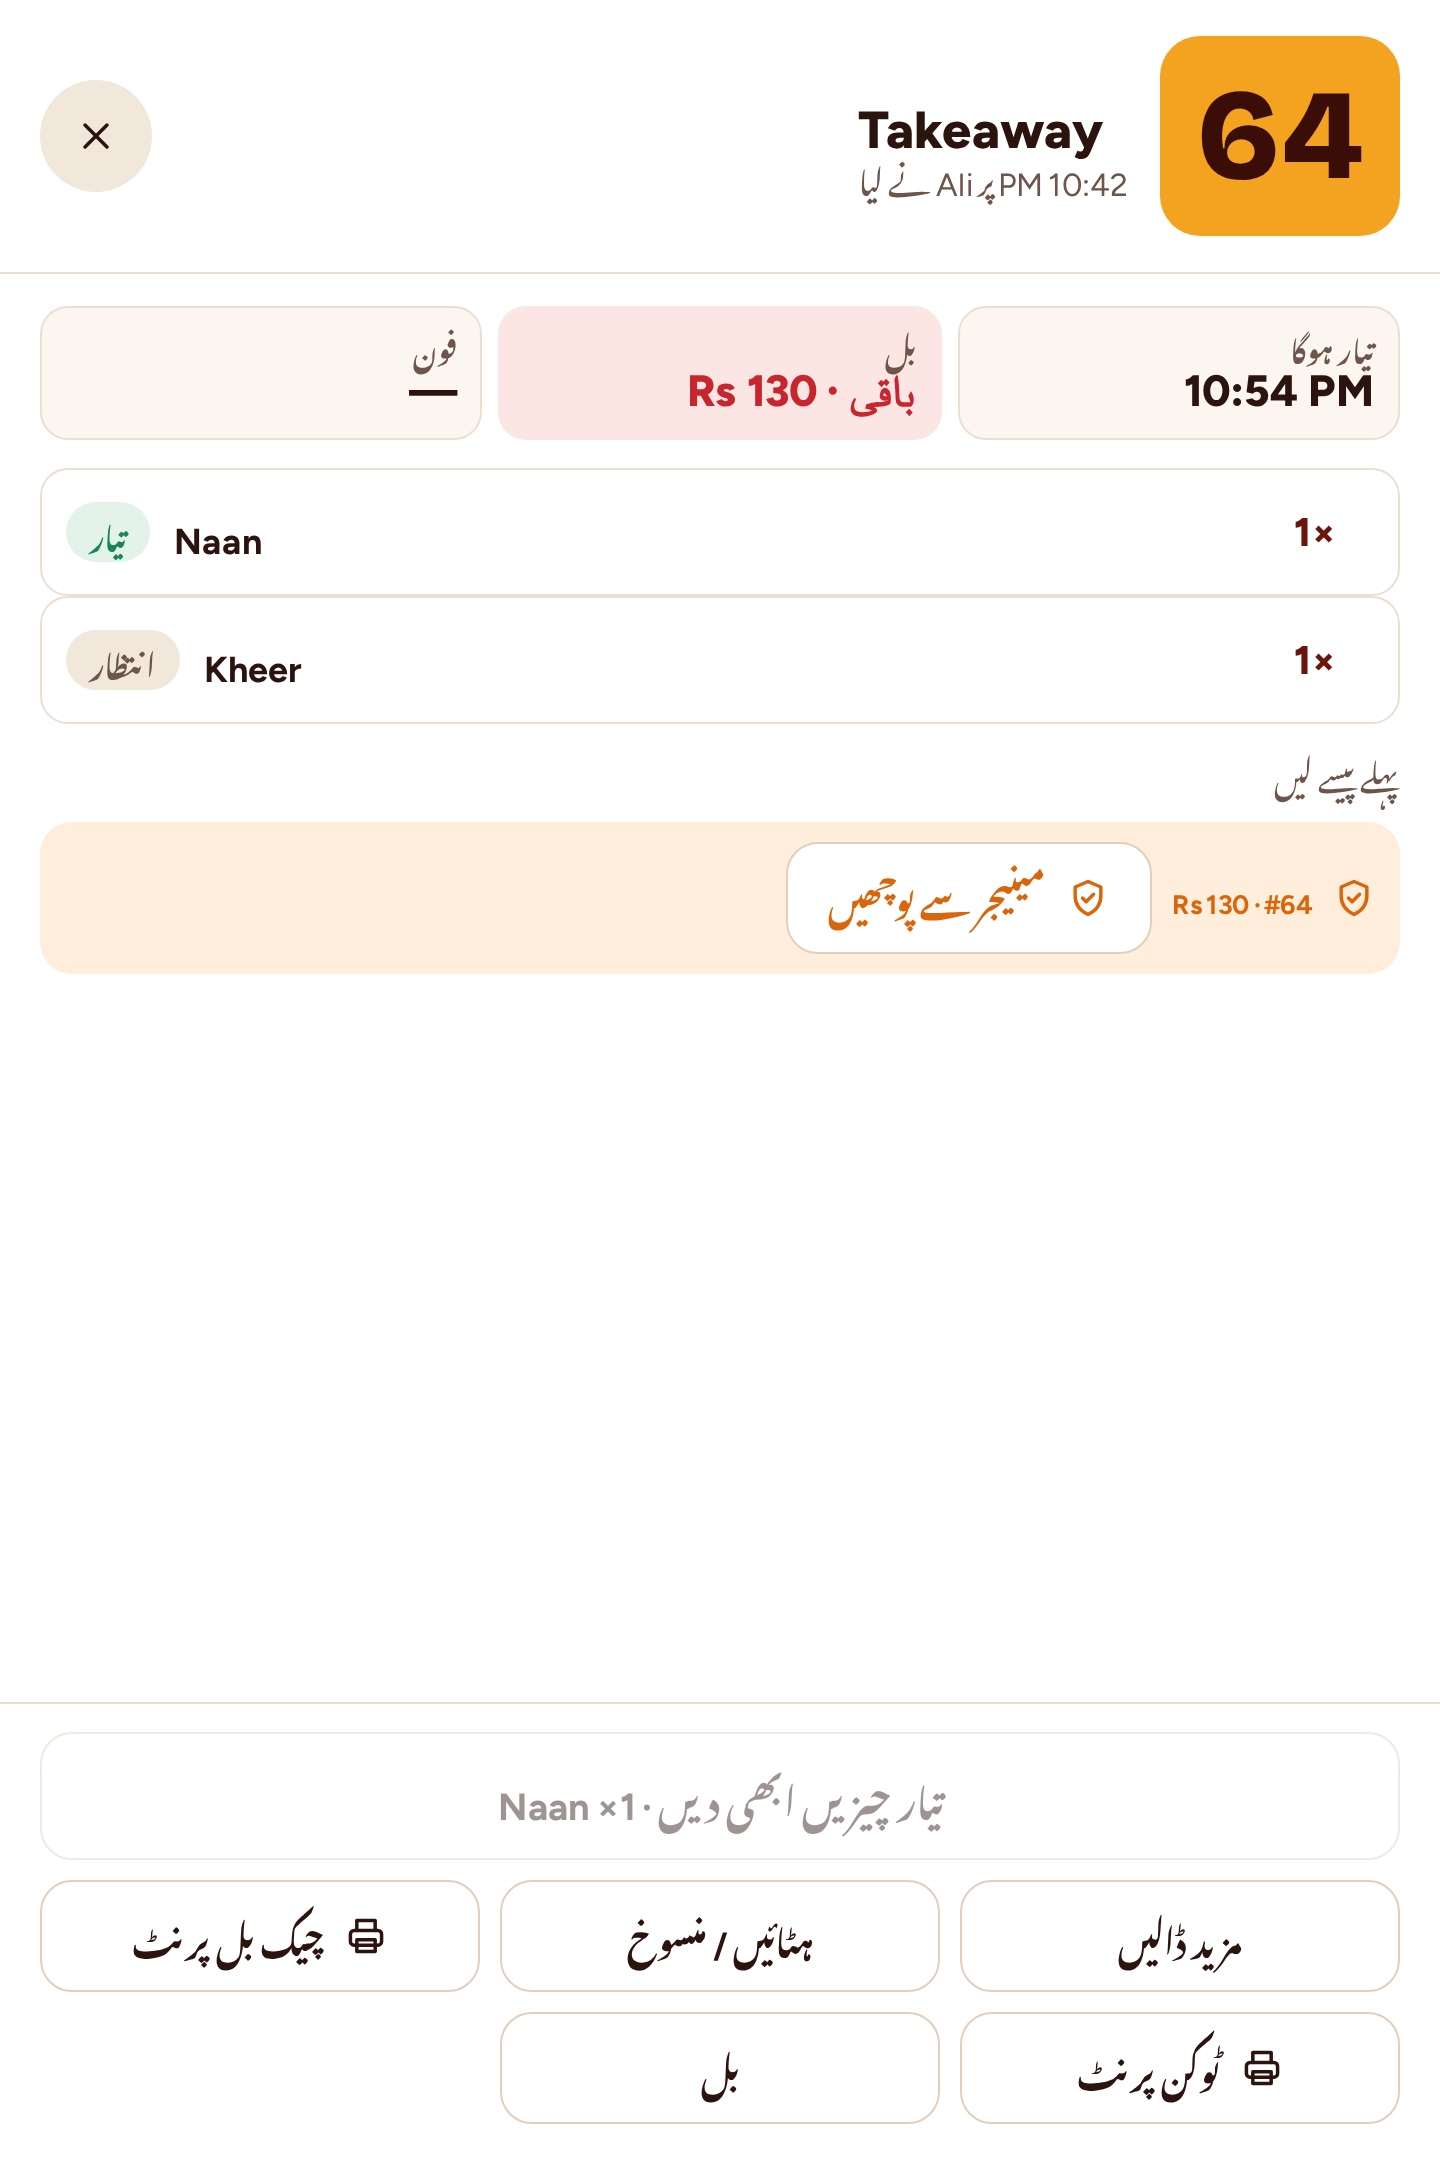 64
Takeaway
10:42 PM پر Ali نے لیا
تیار ہوگا
10:54 PM
بل
باقی · Rs 130
فون
—
1× Naan تیار
1× Kheer انتظار
پہلے پیسے لیں
#64 · Rs 130 مینیجر سے پوچھیں
تیار چیزیں ابھی دیں · Naan ×1
مزید ڈالیں
ہٹائیں / منسوخ
چیک بل پرنٹ
ٹوکن پرنٹ
بل